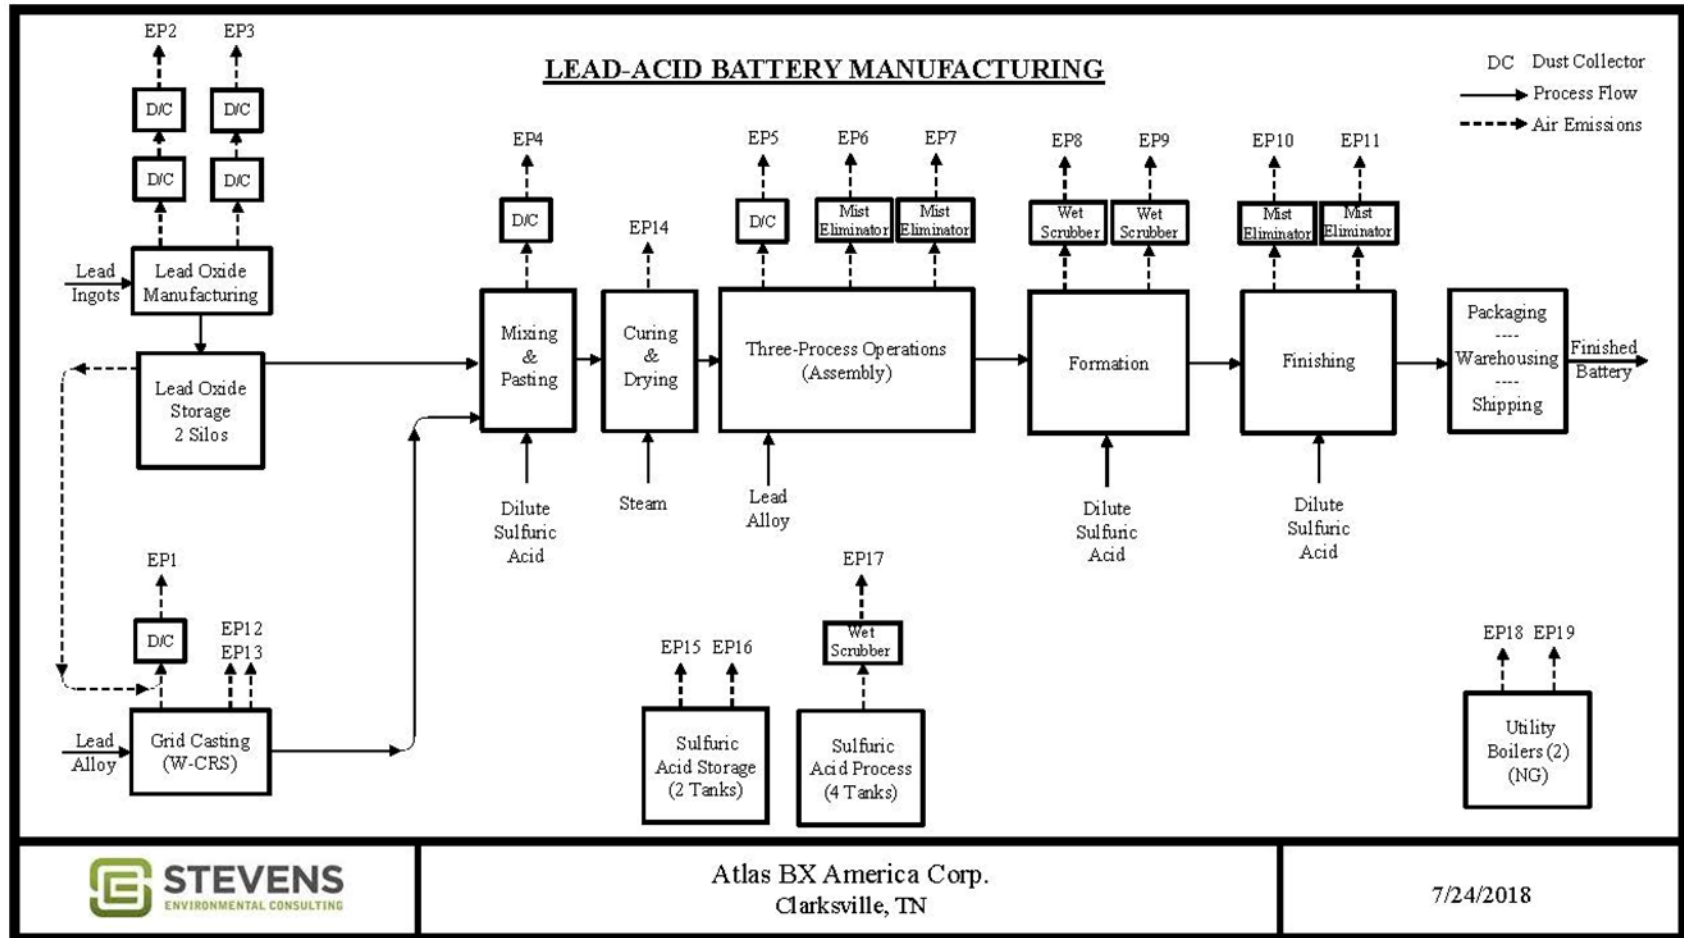 LEAD-ACID BATTERY MANUFACTURING
DC Dust Collector
Process Flow
Air Emissions
EP2
EP3
D/C
D/C
D/C
D/C
Lead
Ingots
Lead Oxide
Manufacturing
Lead Oxide
Storage
2 Silos
EP1
D/C
EP12
EP13
Lead
Alloy
Grid Casting
(W-CRS)
EP4
D/C
Mixing
&
Pasting
Dilute
Sulfuric
Acid
EP14
Curing
&
Drying
Steam
EP5
EP6
EP7
D/C
Mist
Eliminator
Mist
Eliminator
Three-Process Operations
(Assembly)
Lead
Alloy
EP8
EP9
Wet
Scrubber
Wet
Scrubber
Formation
Dilute
Sulfuric
Acid
EP10
EP11
Mist
Eliminator
Mist
Eliminator
Finishing
Dilute
Sulfuric
Acid
Packaging
----
Warehousing
----
Shipping
Finished
Battery
EP15
EP16
Sulfuric
Acid Storage
(2 Tanks)
EP17
Wet
Scrubber
Sulfuric
Acid Process
(4 Tanks)
EP18
EP19
Utility
Boilers (2)
(NG)
STEVENS
ENVIRONMENTAL CONSULTING
Atlas BX America Corp.
Clarksville, TN
7/24/2018